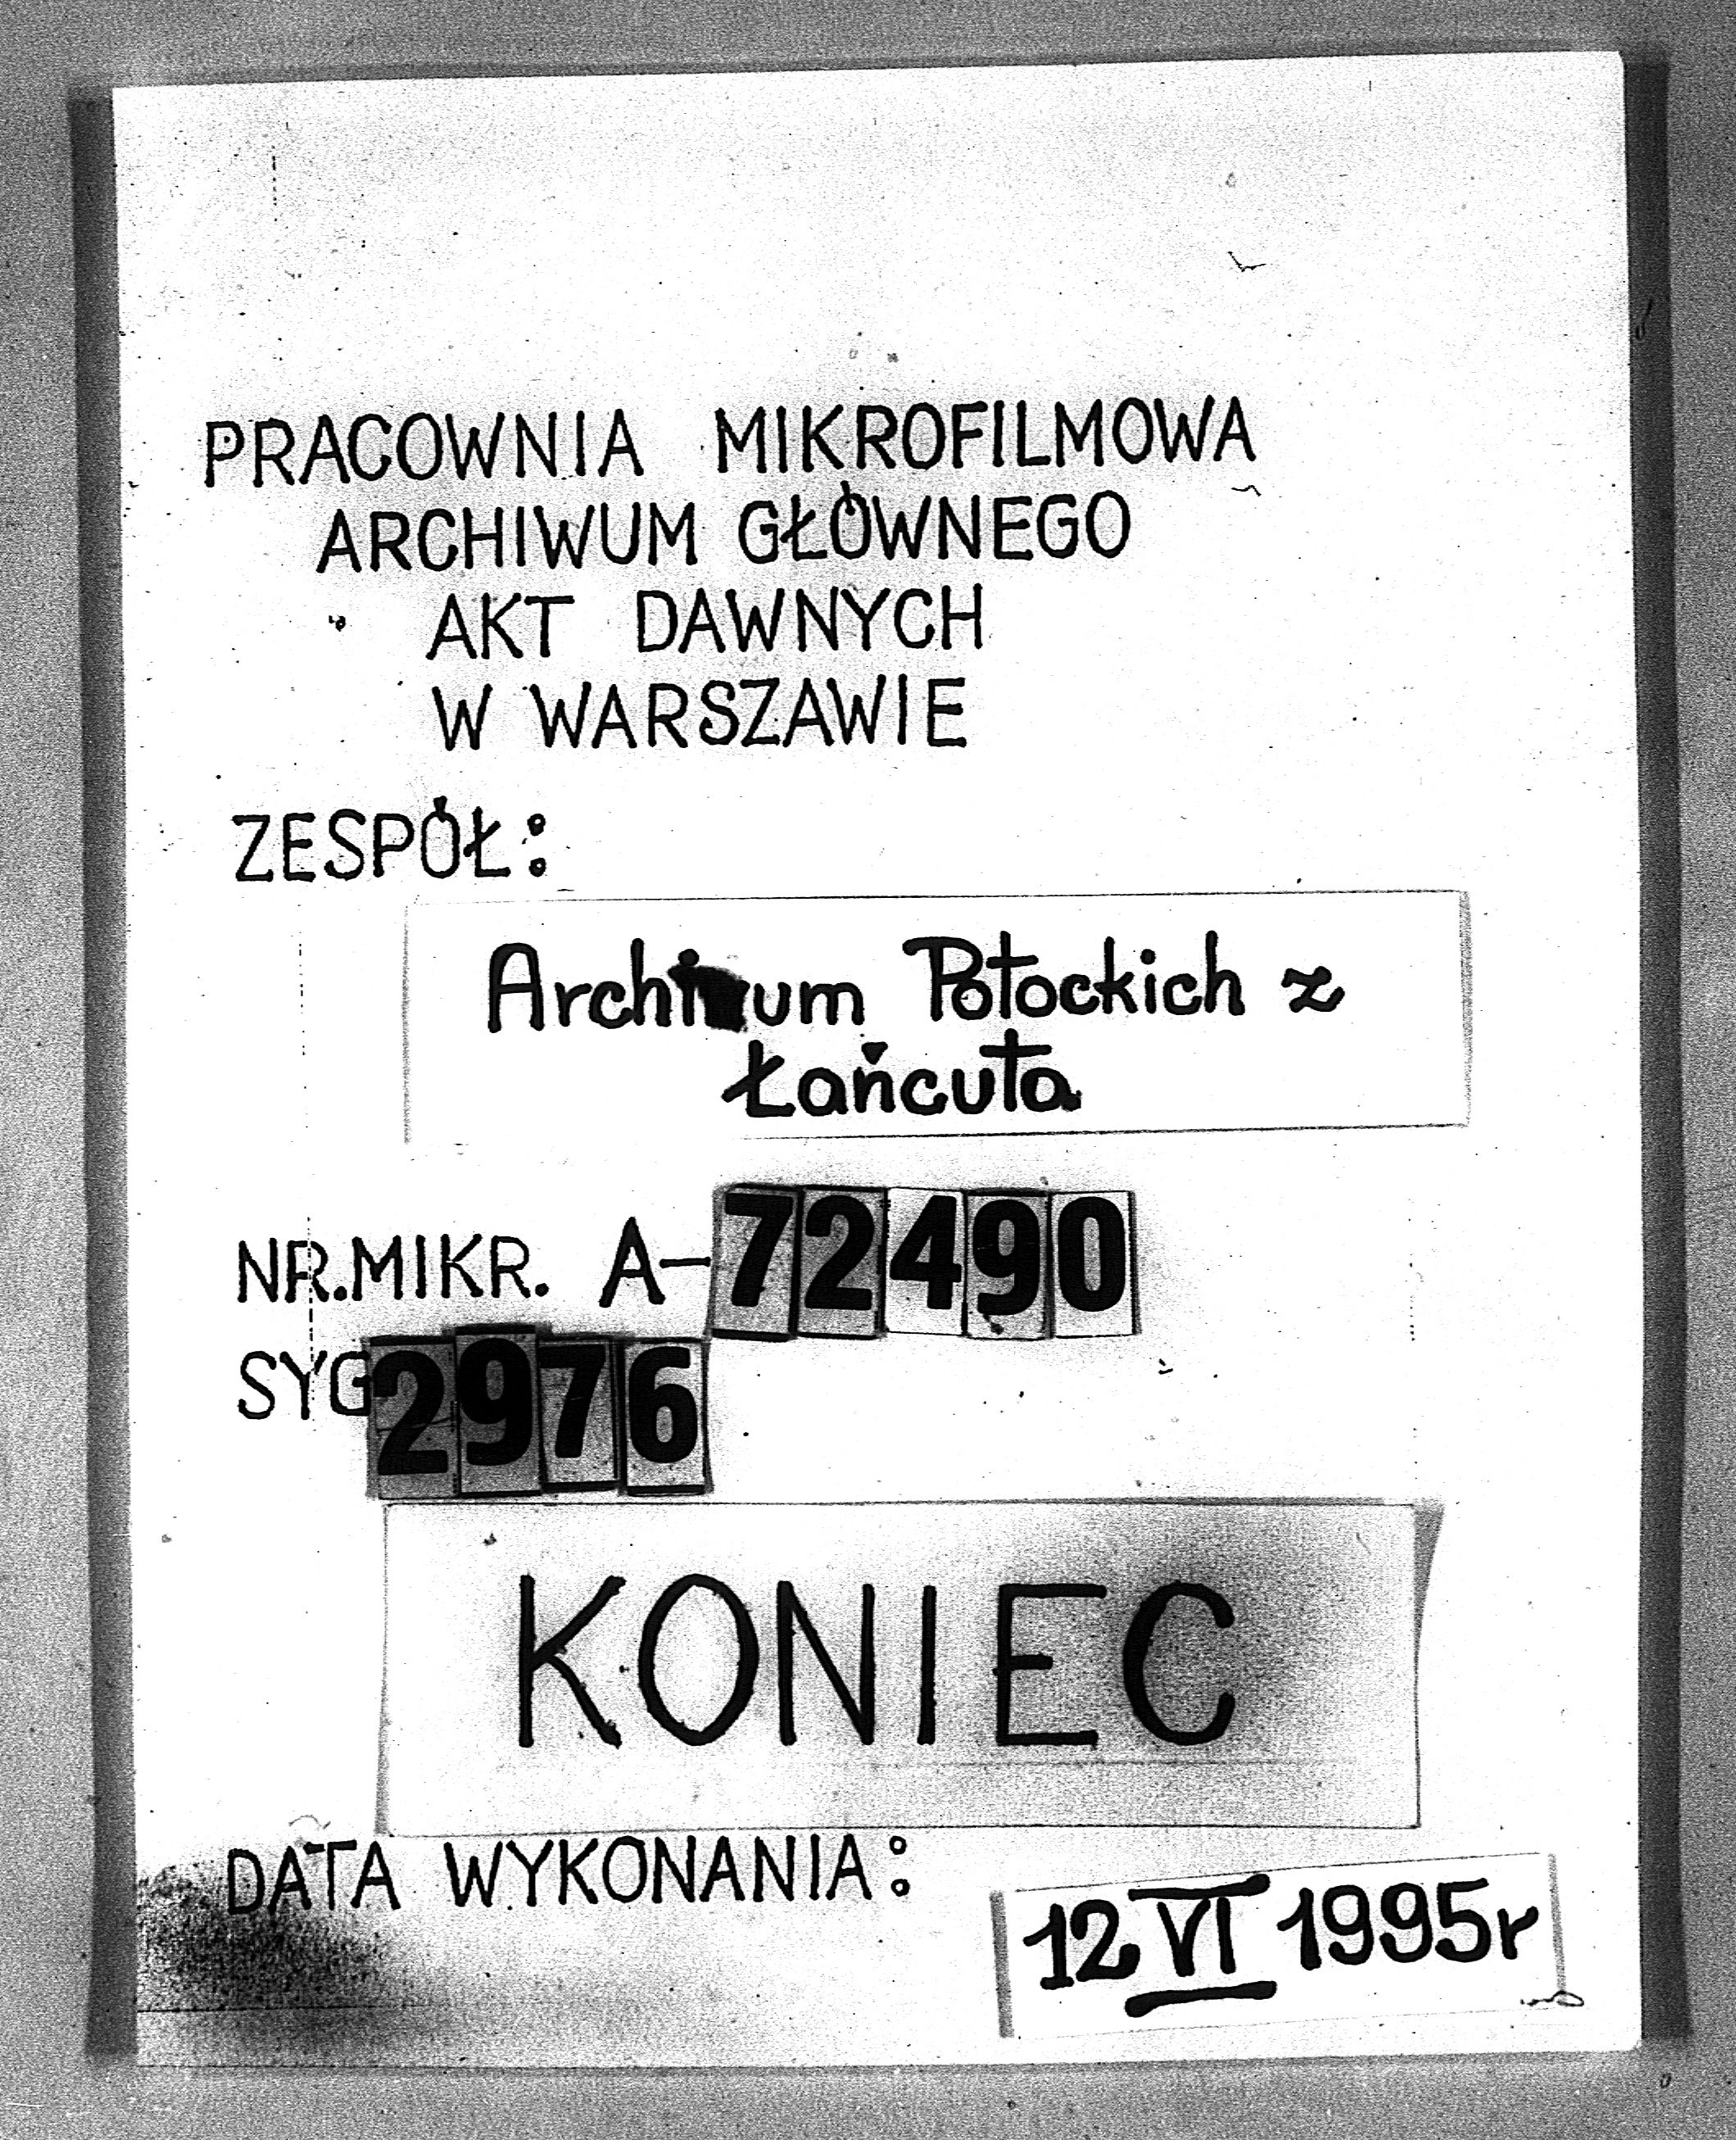 PRACOWNIA MIKROFILMOWA
ARCHIWUM GŁÓWNEGO
AKT DAWNYCH
W WARSZAWIE
ZESPÓŁ:
Archiwum Potockich z
Łańcuta
NR.MIKR. A-72490
SYG 2976
KONIEC
DATA WYKONANIA:
12 VI 1995r